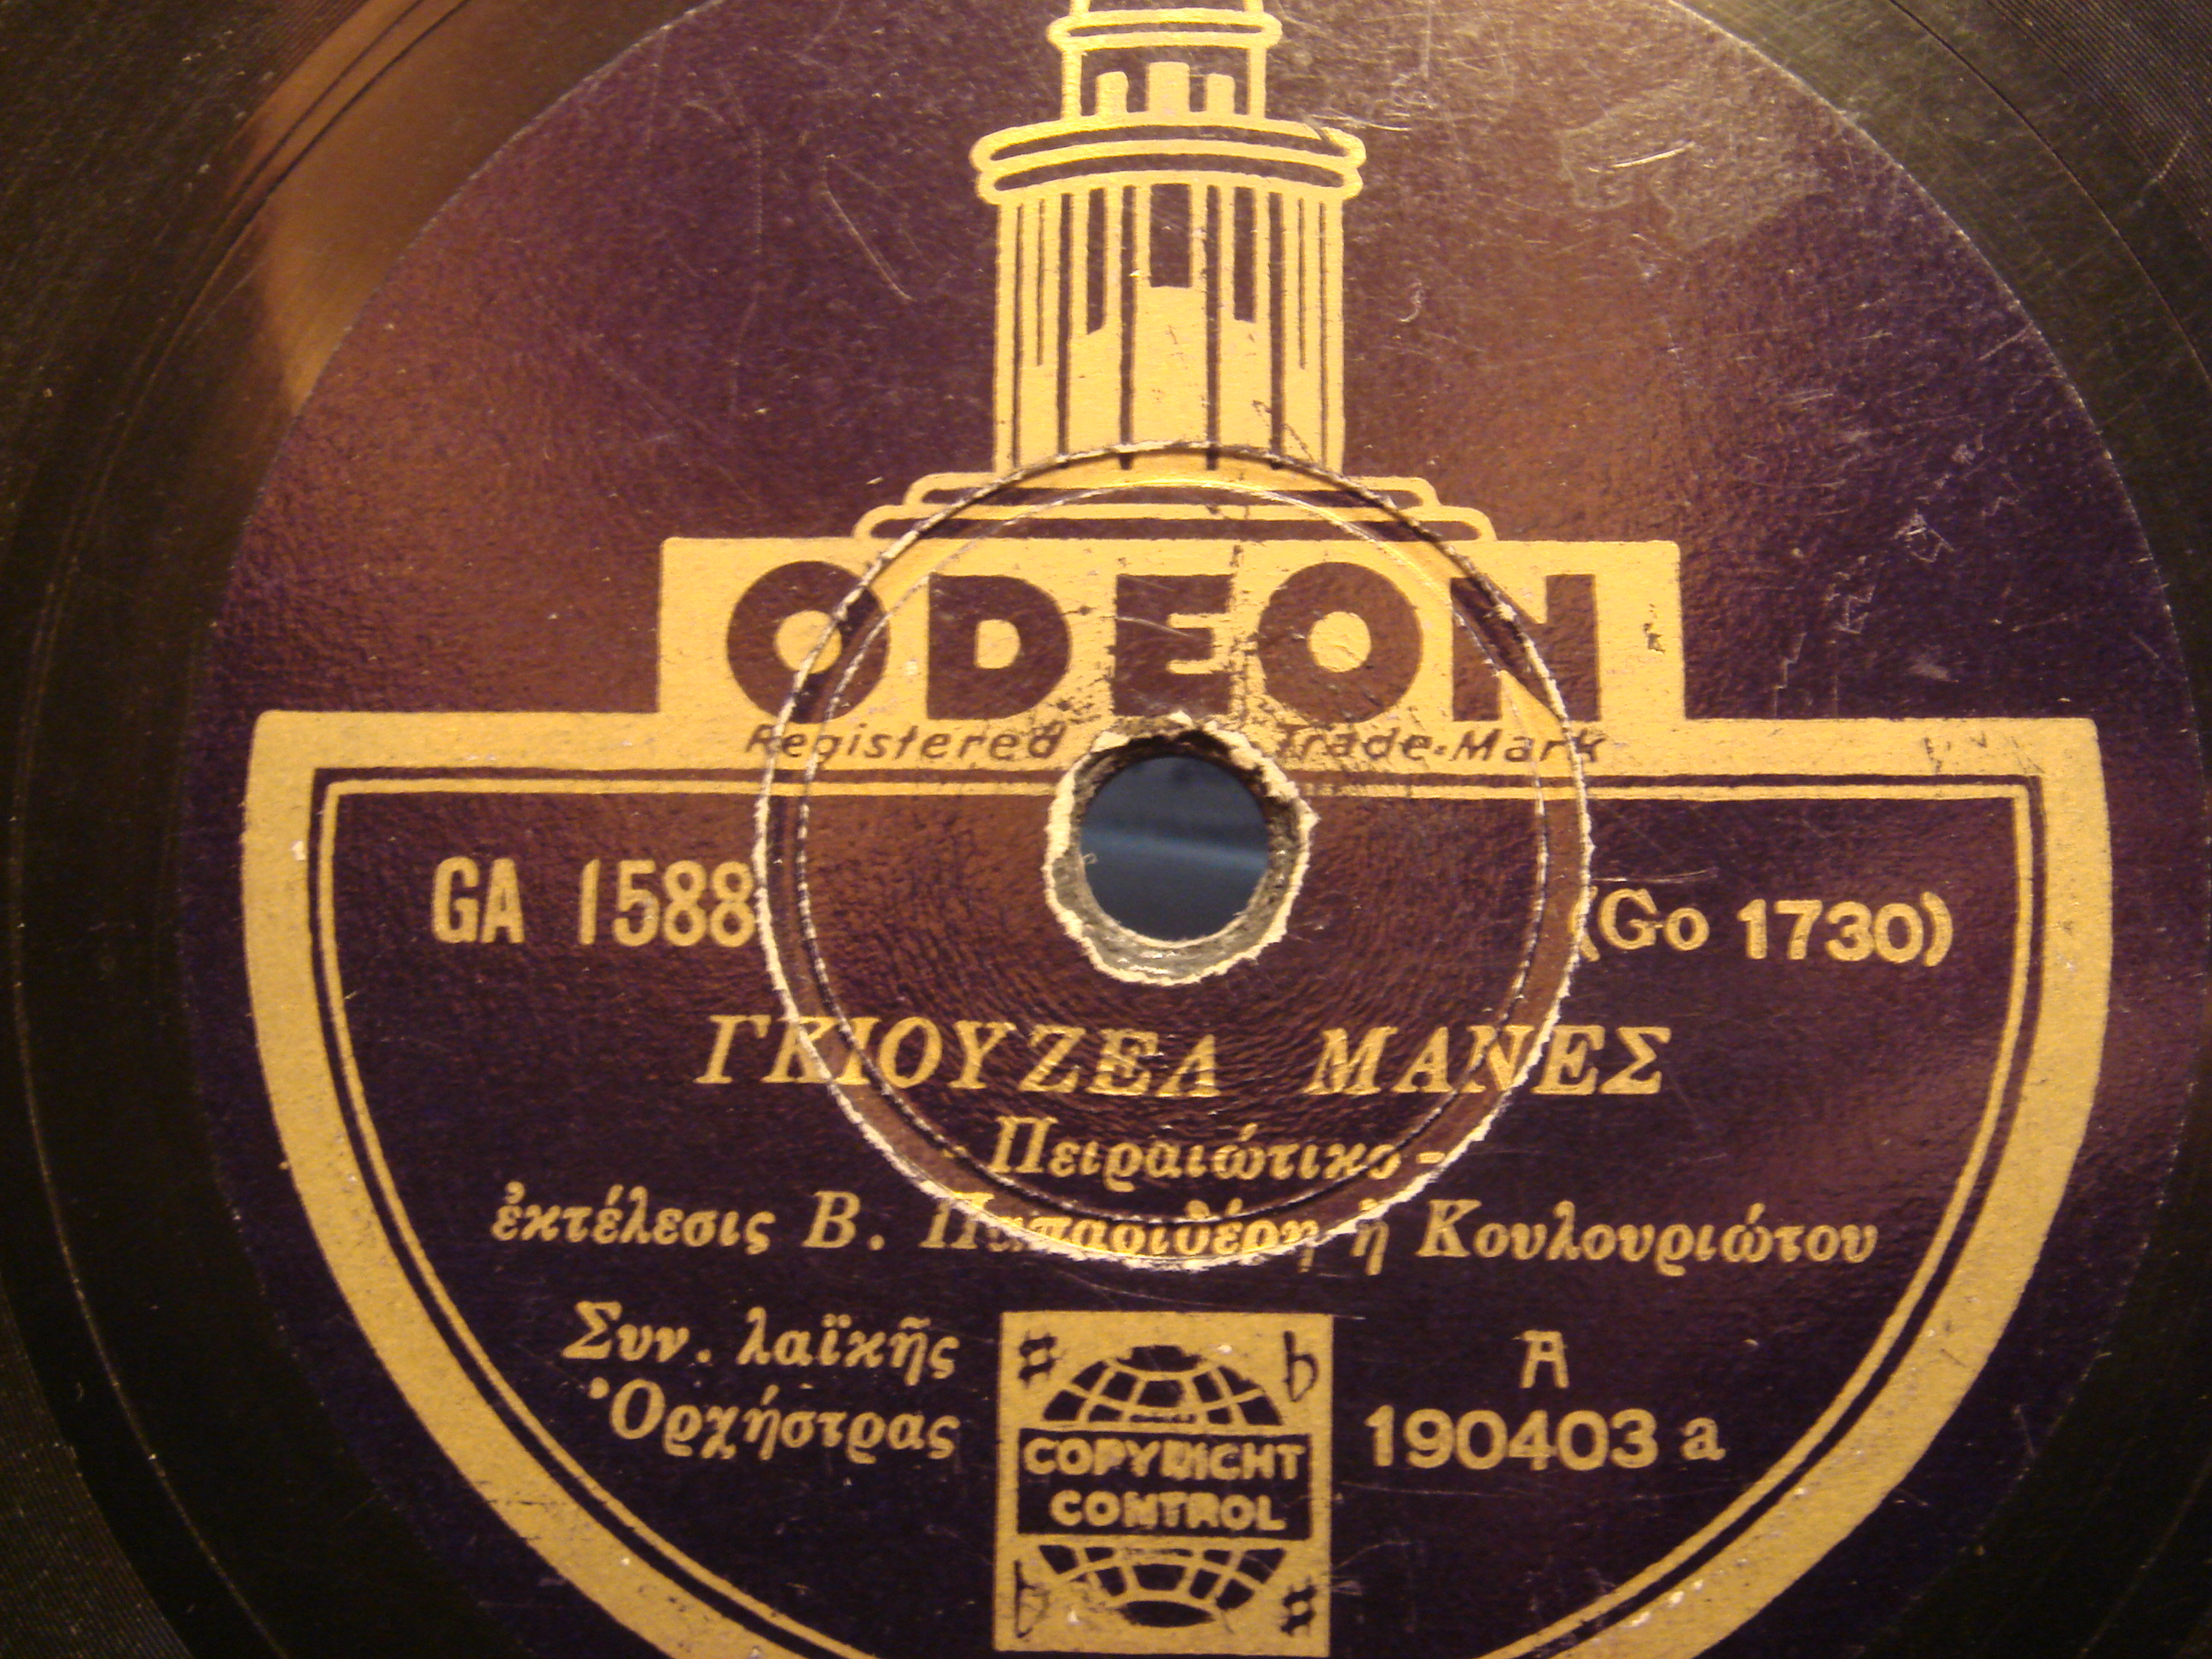 ODEON
Registered Trade-Mark
GA 1588 (Go 1730)
ΓΚΙΟΥΖΕΛ ΜΑΝΕΣ
- Πειραιώτικο -
ἐκτέλεσις Β. Παπασιθέρη ἢ Κουλουριώτου
Συν. λαϊκῆς
Ὀρχήστρας
COPYRIGHT
CONTROL
A
190403 a